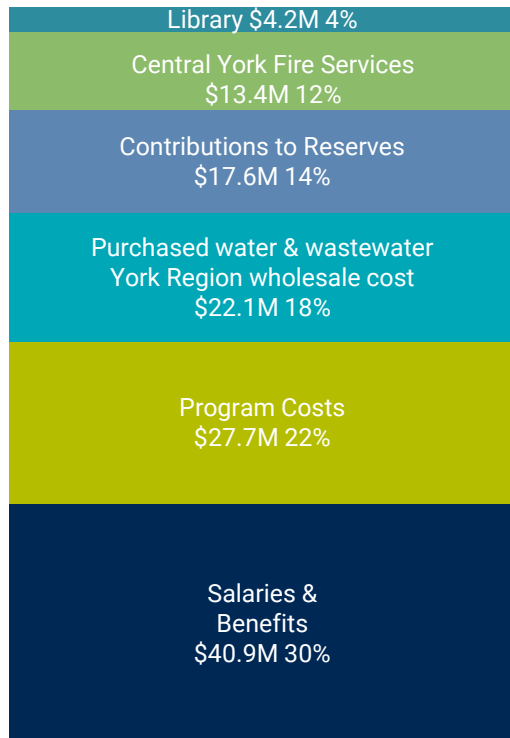 Library $4.2M 4%
Central York Fire Services
$13.4M 12%
Contributions to Reserves
$17.6M 14%
Purchased water & wastewater
York Region wholesale cost
$22.1M 18%
Program Costs
$27.7M 22%
Salaries &
Benefits
$40.9M 30%